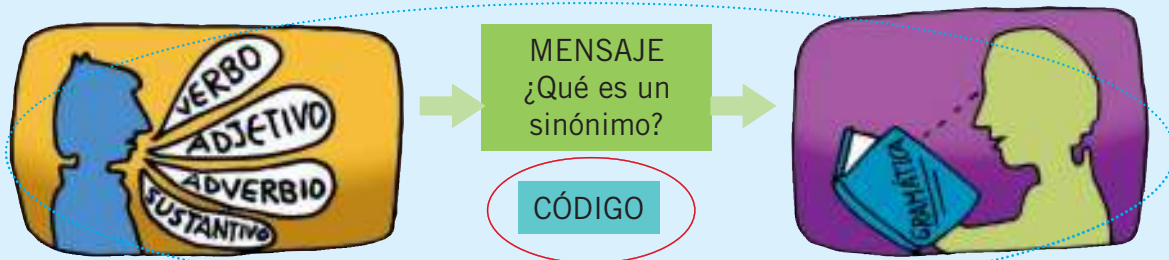 VERBO
ADJETIVO
ADVERBIO
SUSTANTIVO
MENSAJE
¿Qué es un
sinónimo?
CÓDIGO
GRAMÁTICA